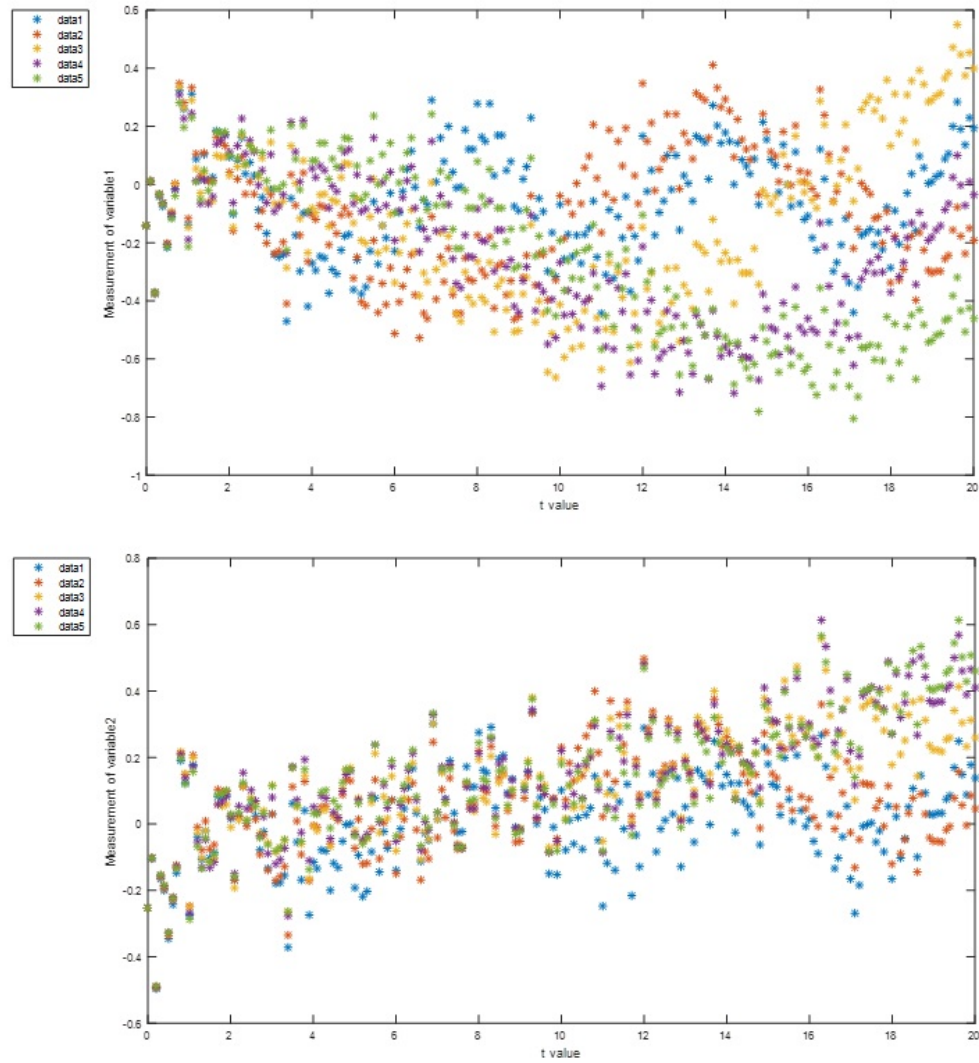 data1
data2
data3
data4
data5
Measurement of variable1
0.6
0.4
0.2
0
-0.2
-0.4
-0.6
-0.8
-1
0 2 4 6 8 10 12 14 16 18 20
t value
data1
data2
data3
data4
data5
Measurement of variable2
0.8
0.6
0.4
0.2
0
-0.2
-0.4
-0.6
0 2 4 6 8 10 12 14 16 18 20
t value